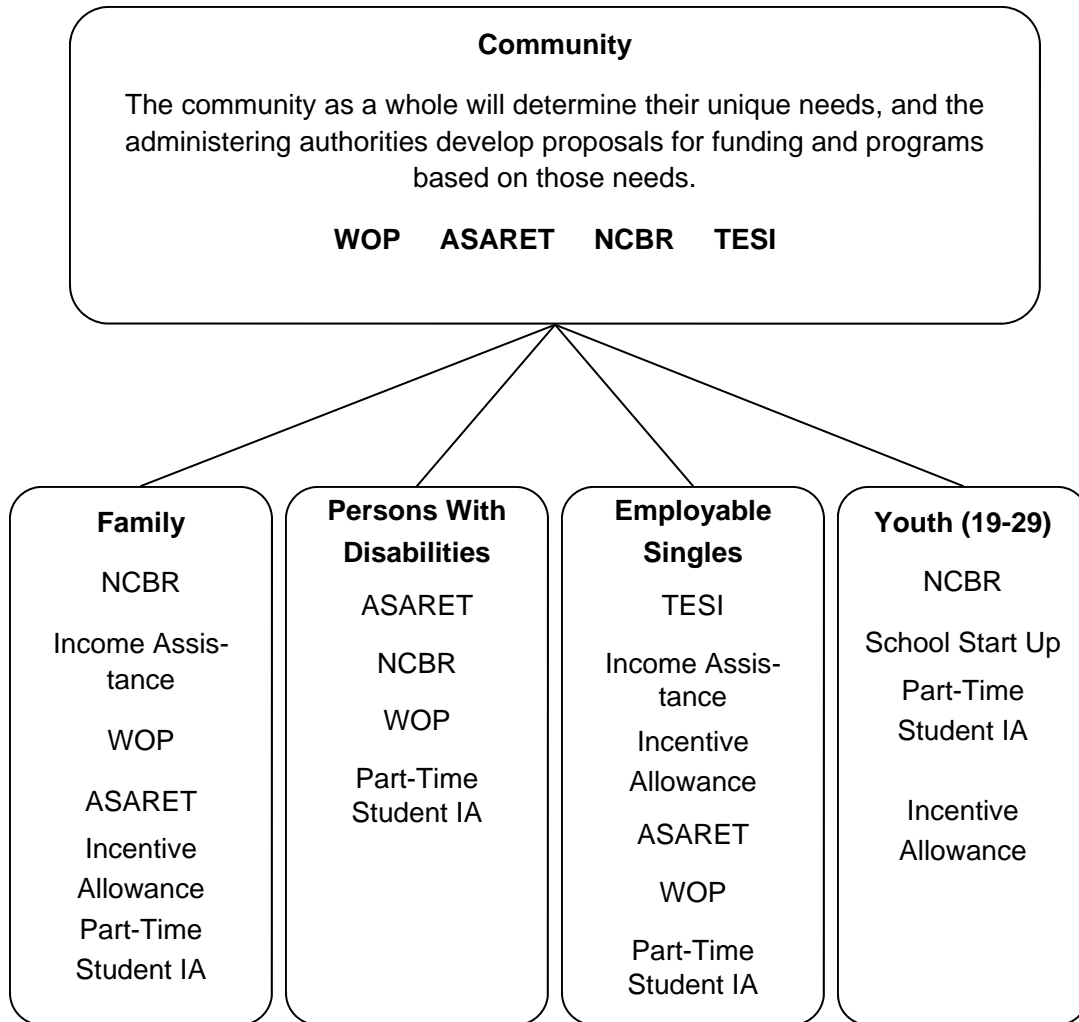 Community
The community as a whole will determine their unique needs, and the
administering authorities develop proposals for funding and programs
based on those needs.
WOP ASARET NCBR TESI
Family
NCBR
Income Assis-
tance
WOP
ASARET
Incentive
Allowance
Part-Time
Student IA
Persons With
Disabilities
ASARET
NCBR
WOP
Part-Time
Student IA
Employable
Singles
TESI
Income Assis-
tance
Incentive
Allowance
ASARET
WOP
Part-Time
Student IA
Youth (19-29)
NCBR
School Start Up
Part-Time
Student IA
Incentive
Allowance